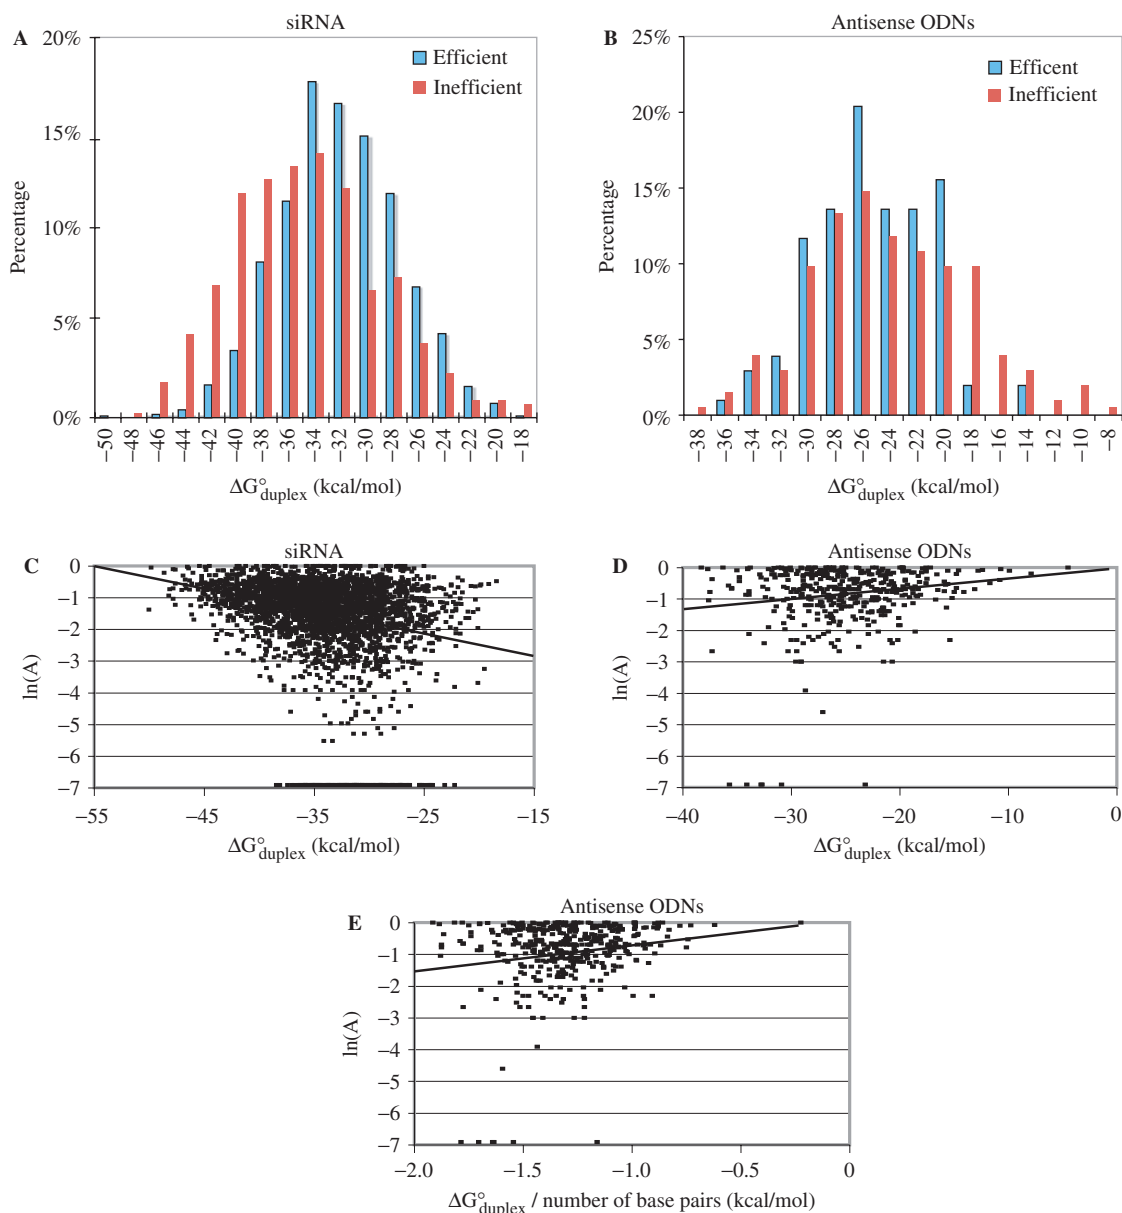 A
siRNA
20%
15%
10%
5%
0%
Percentage
Efficient
Inefficient
−50 −48 −46 −44 −42 −40 −38 −36 −34 −32 −30 −28 −26 −24 −22 −20 −18
ΔG°duplex (kcal/mol)
B
Antisense ODNs
25%
20%
15%
10%
5%
0%
Percentage
Efficent
Inefficient
−38 −36 −34 −32 −30 −28 −26 −24 −22 −20 −18 −16 −14 −12 −10 −8
ΔG°duplex (kcal/mol)
C
siRNA
0
−1
−2
−3
−4
−5
−6
−7
ln(A)
−55 −45 −35 −25 −15
ΔG°duplex (kcal/mol)
D
Antisense ODNs
0
−1
−2
−3
−4
−5
−6
−7
ln(A)
−40 −30 −20 −10 0
ΔG°duplex (kcal/mol)
E
Antisense ODNs
0
−1
−2
−3
−4
−5
−6
−7
ln(A)
−2.0 −1.5 −1.0 −0.5 0
ΔG°duplex / number of base pairs (kcal/mol)